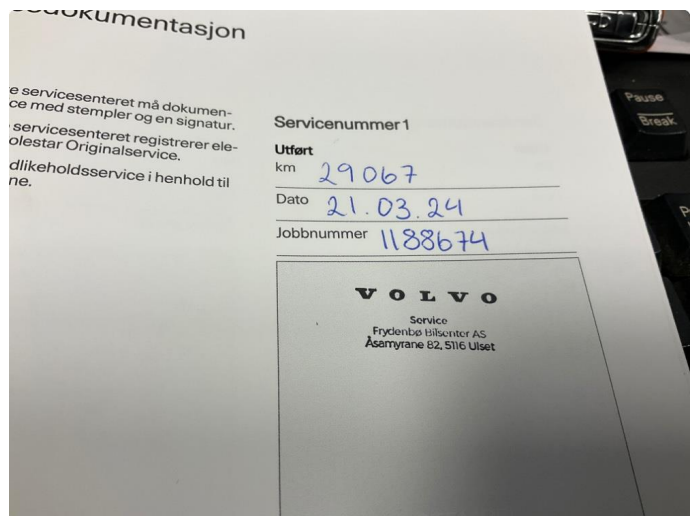 dokumentasjon
e servicesenteret må dokumen-
ce med stempler og en signatur.
servicesenteret registrerer ele-
olestar Originalservice.
dlikeholdsservice i henhold til
ne.
Servicenummer 1
Utført
km 29067
Dato 21.03.24
Jobbnummer 1188674
VOLVO
Service
Frydenbø Bilsenter AS
Åsamyrane 82, 5116 Ulset
Pause
Break